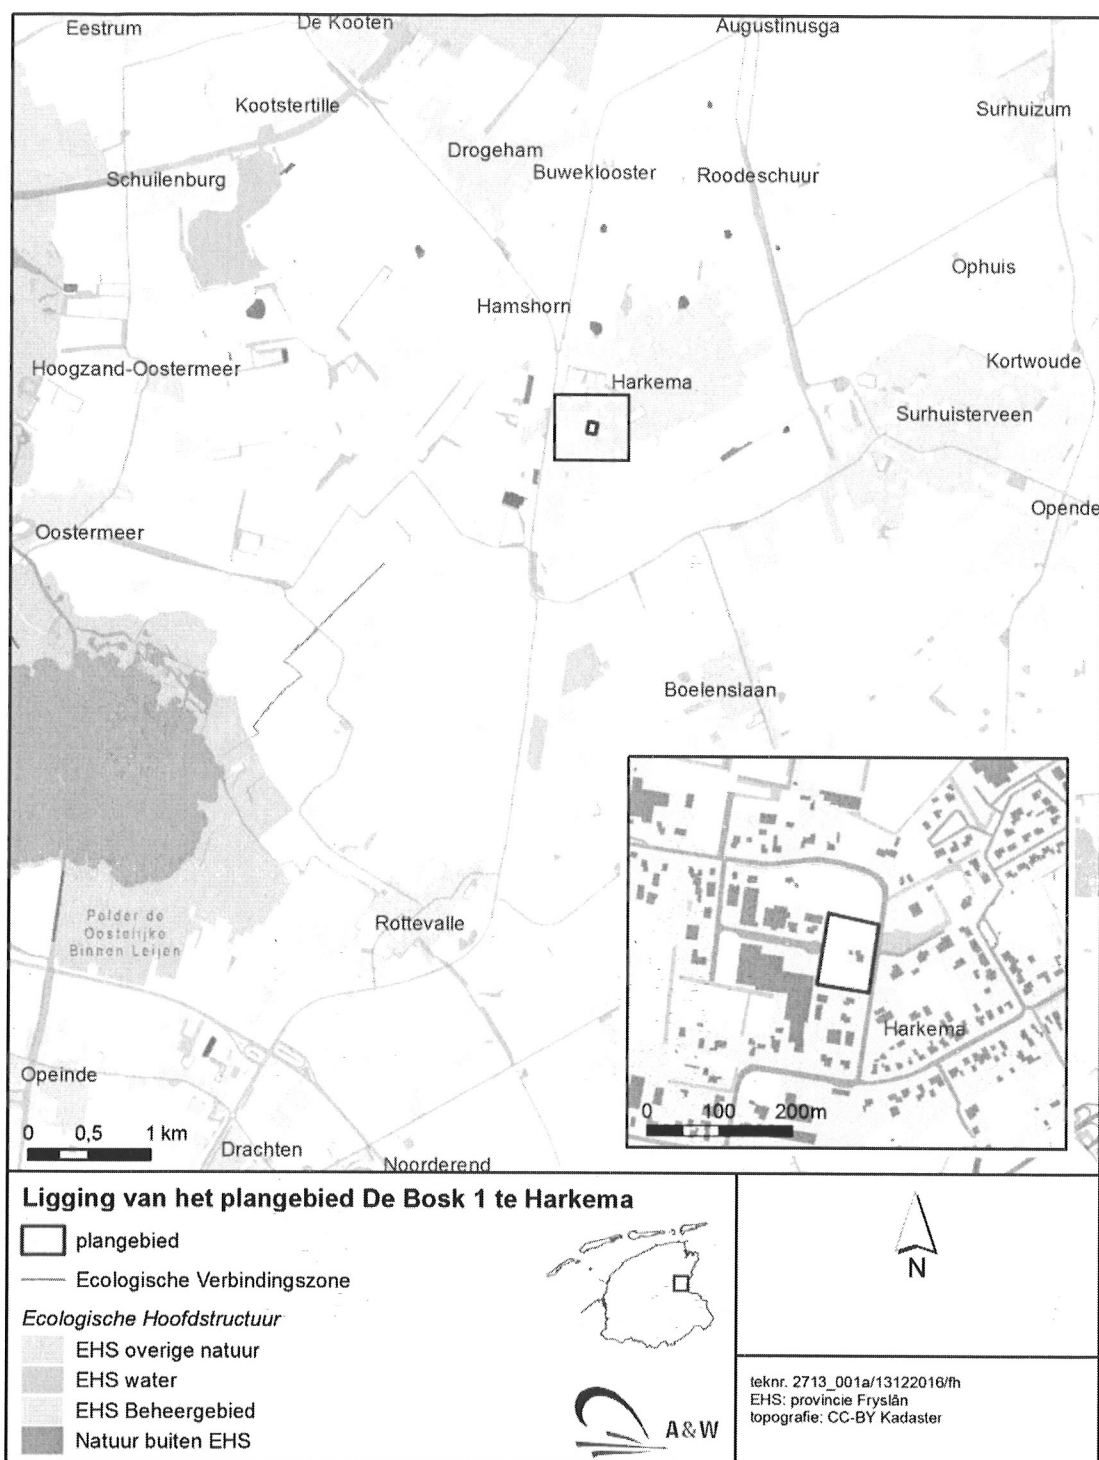 Eestrum
De Kooten
Augustinusga
Kootstertille
Surhuizum
Drogeham
Buweklooster
Roodeschuur
Schuilenburg
Ophuis
Hamshorn
Hoogzand-Oostermeer
Kortwoude
Harkema
Surhuisterveen
Opende
Oostermeer
Boelenslaan
Rottevalle
Polder de
Oostelijke
Binnen Leijen
Harkema
Opeinde
0 100 200m
0 0,5 1 km
Drachten
Noorderend
Ligging van het plangebied De Bosk 1 te Harkema
plangebied
Ecologische Verbindingszone
Ecologische Hoofdstructuur
EHS overige natuur
EHS water
EHS Beheergebied
Natuur buiten EHS
A&W
N
teknr. 2713_001a/13122016/fh
EHS: provincie Fryslân
topografie: CC-BY Kadaster